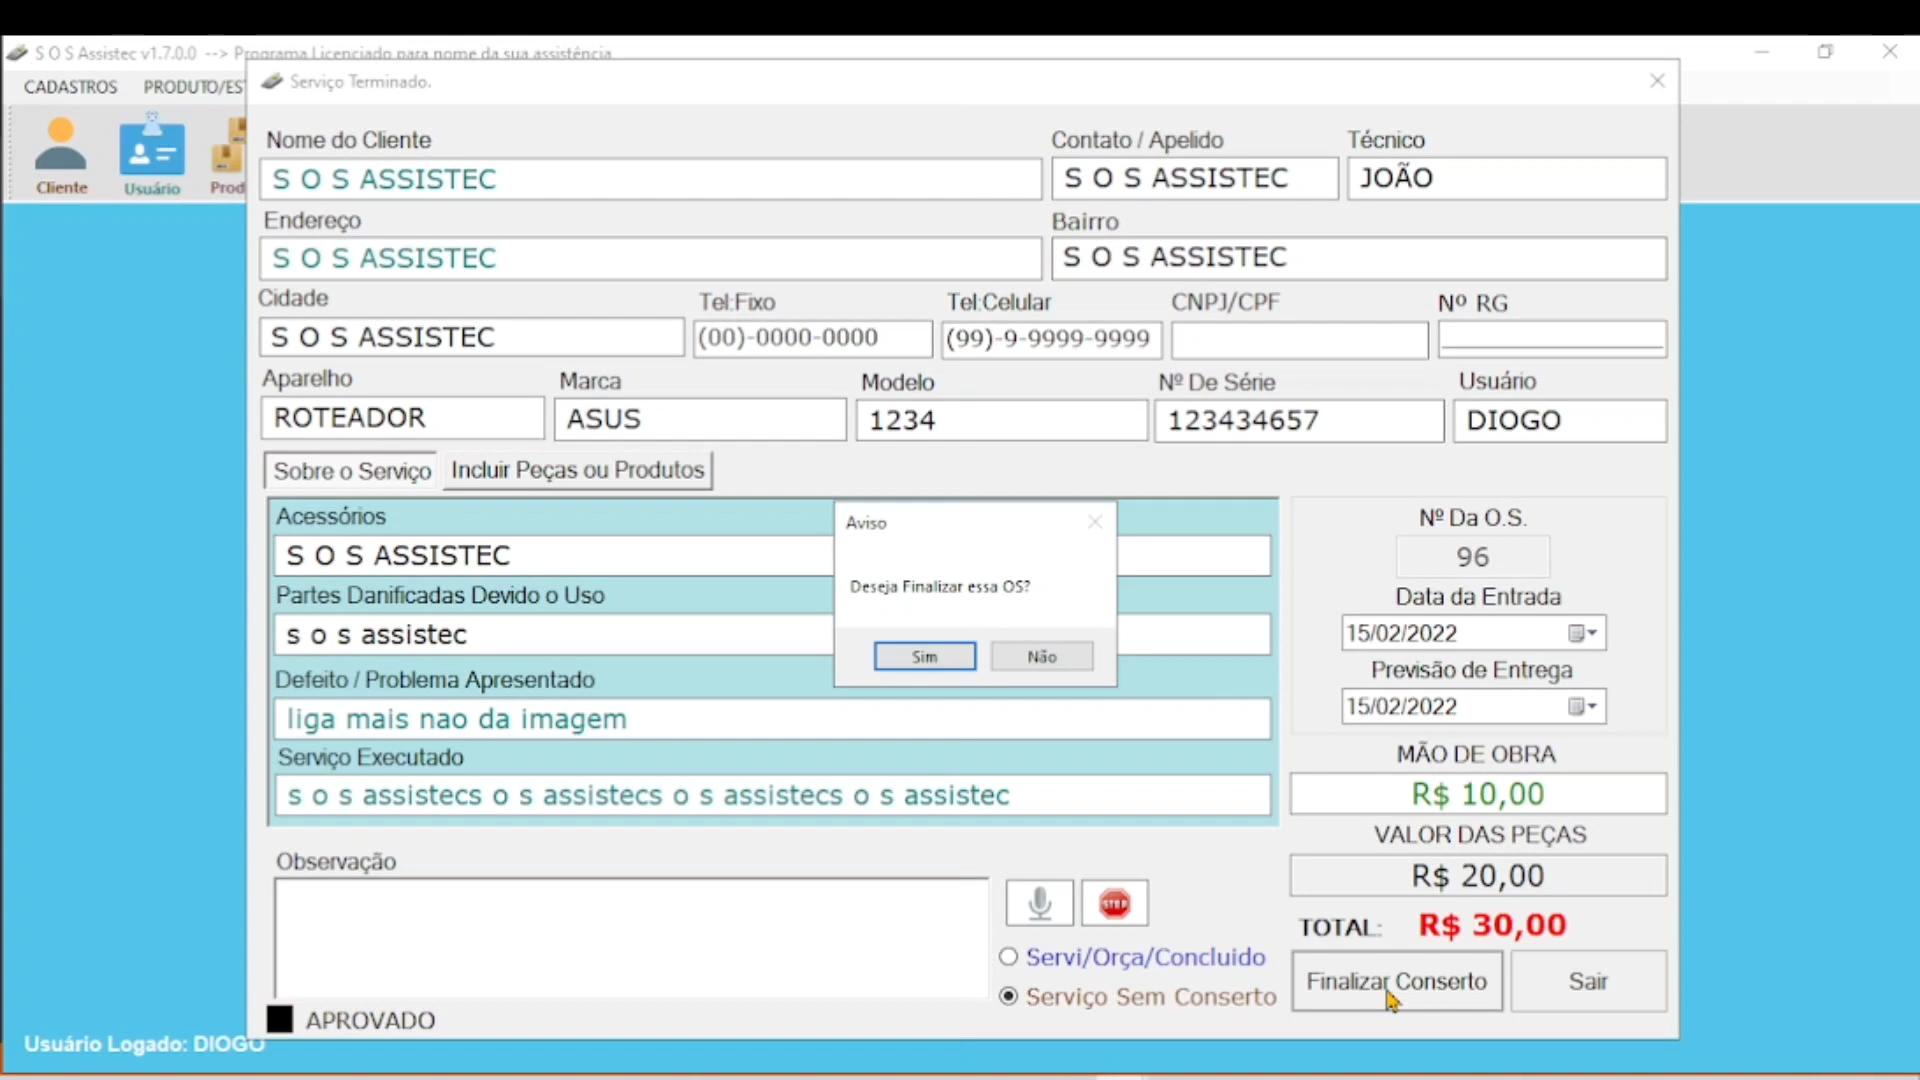 S O S Assistec v1.7.0.0 --> Programa Licenciado para nome da sua assistência
CADASTROS PRODUTO/ES
Cliente Usuário Prod
Serviço Terminado.
Nome do Cliente Contato / Apelido Técnico
S O S ASSISTEC S O S ASSISTEC JOÃO
Endereço Bairro
S O S ASSISTEC S O S ASSISTEC
Cidade Tel:Fixo Tel:Celular CNPJ/CPF Nº RG
S O S ASSISTEC (00)-0000-0000 (99)-9-9999-9999
Aparelho Marca Modelo Nº De Série Usuário
ROTEADOR ASUS 1234 123434657 DIOGO
Sobre o Serviço Incluir Peças ou Produtos
Acessórios
S O S ASSISTEC
Partes Danificadas Devido o Uso
s o s assistec
Defeito / Problema Apresentado
liga mais nao da imagem
Serviço Executado
s o s assistecs o s assistecs o s assistecs o s assistec
Aviso
Deseja Finalizar essa OS?
Sim Não
Nº Da O.S.
96
Data da Entrada
15/02/2022
Previsão de Entrega
15/02/2022
MÃO DE OBRA
R$ 10,00
VALOR DAS PEÇAS
R$ 20,00
TOTAL: R$ 30,00
Observação
STOP
Servi/Orça/Concluido
Serviço Sem Conserto
Finalizar Conserto Sair
APROVADO
Usuário Logado: DIOGO